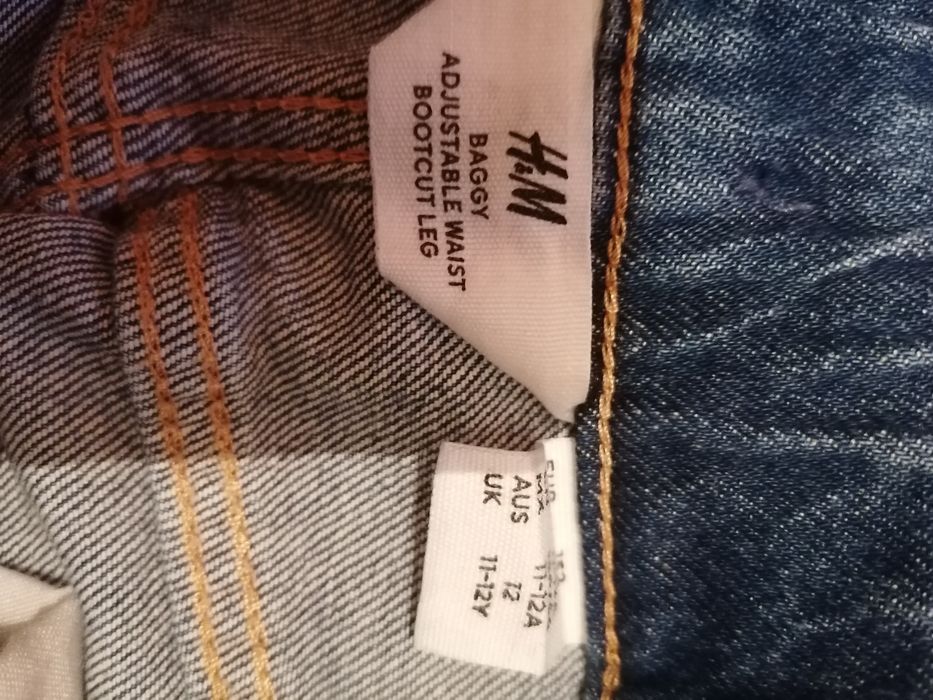 H&M
BAGGY
ADJUSTABLE WAIST
BOOTCUT LEG
11-12A
AUS 12
UK 11-12Y